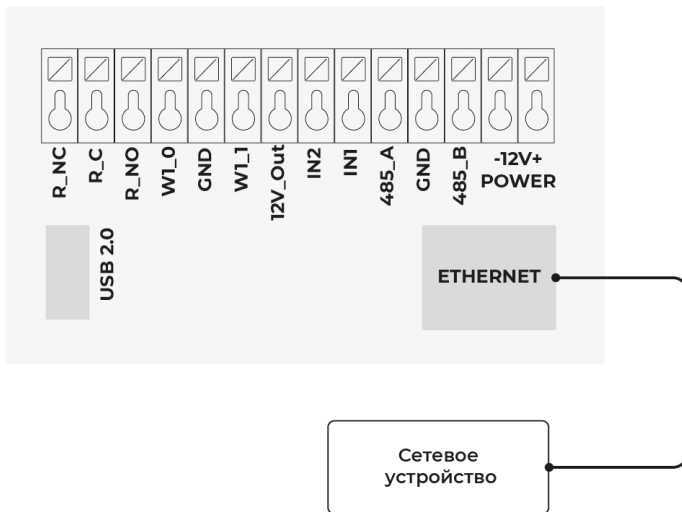 R_NC
R_C
R_NO
W1_0
GND
W1_1
12V_Out
IN2
IN1
485_A
GND
485_B
-12V+
POWER
USB 2.0
ETHERNET
Сетевое
устройство